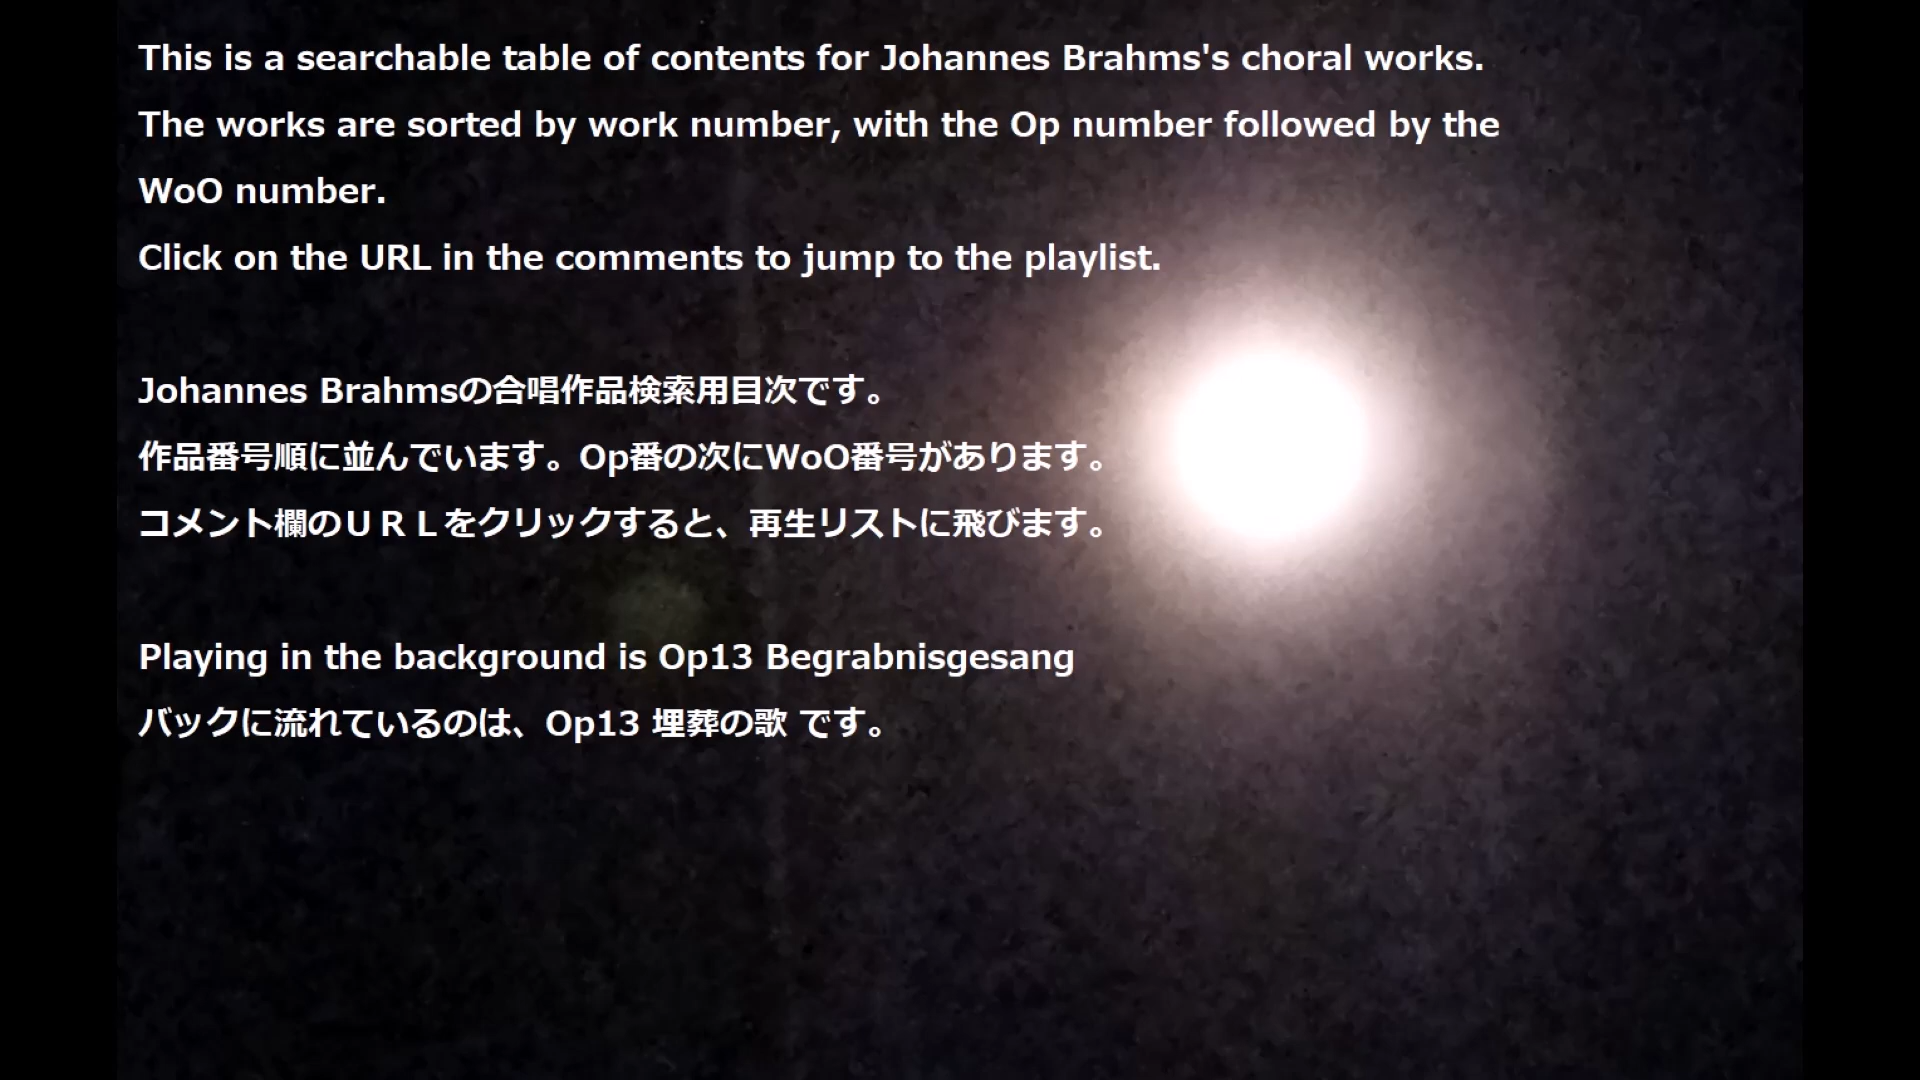 This is a searchable table of contents for Johannes Brahms's choral works.
The works are sorted by work number, with the Op number followed by the
WoO number.
Click on the URL in the comments to jump to the playlist.
Johannes Brahmsの合唱作品検索用目次です。
作品番号順に並んでいます。Op番の次にWoO番号があります。
コメント欄のＵＲＬをクリックすると、再生リストに飛びます。
Playing in the background is Op13 Begrabnisgesang
バックに流れているのは、Op13 埋葬の歌 です。